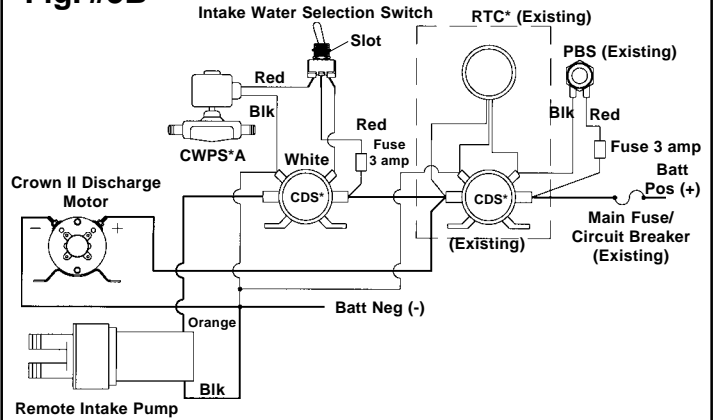 Fig. #3B
Intake Water Selection Switch
Slot
RTC* (Existing)
PBS (Existing)
Red
Blk
CWPS*A
White
Red
Fuse
3 amp
Blk
Red
Fuse 3 amp
Batt
Pos (+)
Crown II Discharge
Motor
CDS*
CDS*
(Existing)
Main Fuse/
Circuit Breaker
(Existing)
− +
Batt Neg (-)
Orange
Blk
Remote Intake Pump